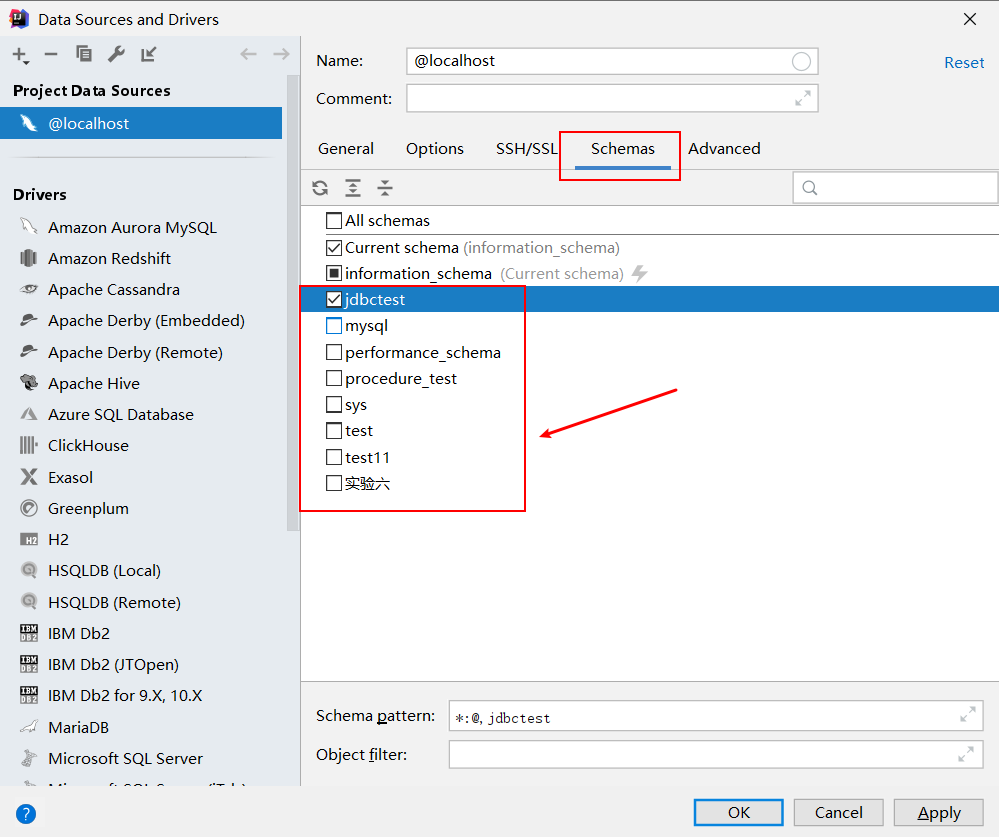 Data Sources and Drivers
Project Data Sources
@localhost
Drivers
Amazon Aurora MySQL
Amazon Redshift
Apache Cassandra
Apache Derby (Embedded)
Apache Derby (Remote)
Apache Hive
Azure SQL Database
ClickHouse
Exasol
Greenplum
H2
HSQLDB (Local)
HSQLDB (Remote)
IBM Db2
IBM Db2 (JTOpen)
IBM Db2 for 9.X, 10.X
MariaDB
Microsoft SQL Server
Name: @localhost
Reset
Comment:
General Options SSH/SSL Schemas Advanced
All schemas
Current schema (information_schema)
information_schema (Current schema)
jdbctest
mysql
performance_schema
procedure_test
sys
test
test11
实验六
Schema pattern: *:@,jdbctest
Object filter:
? OK Cancel Apply